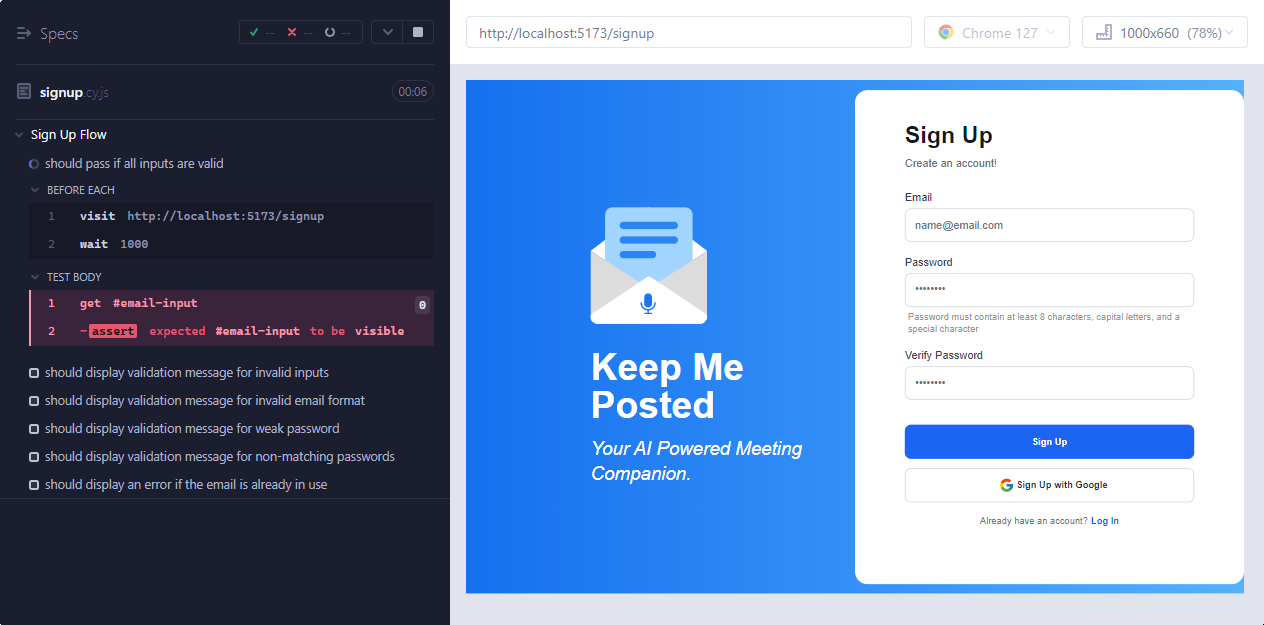 Specs
-- -- --
signup.cy.js 00:06
Sign Up Flow
should pass if all inputs are valid
BEFORE EACH
1 visit http://localhost:5173/signup
2 wait 1000
TEST BODY
1 get #email-input 0
2 -assert expected #email-input to be visible
should display validation message for invalid inputs
should display validation message for invalid email format
should display validation message for weak password
should display validation message for non-matching passwords
should display an error if the email is already in use
http://localhost:5173/signup
Chrome 127
1000x660 (78%)
Keep Me
Posted
Your AI Powered Meeting
Companion.
Sign Up
Create an account!
Email
name@email.com
Password
••••••••
Password must contain at least 8 characters, capital letters, and a
special character
Verify Password
••••••••
Sign Up
Sign Up with Google
Already have an account? Log In